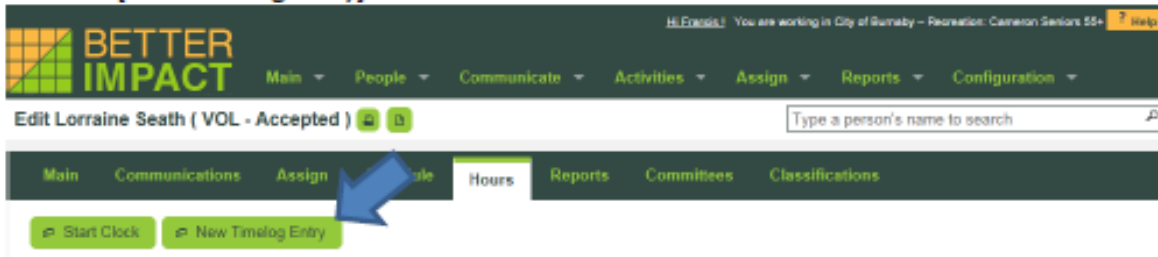 Hi Francis! You are working in City of Burnaby – Recreation: Cameron Seniors 55+ ? Help
BETTER
IMPACT
Main People Communicate Activities Assign Reports Configuration
Edit Lorraine Seath ( VOL - Accepted )
Type a person's name to search
Main Communications Assign Hours Reports Committees Classifications
Start Clock New Timelog Entry